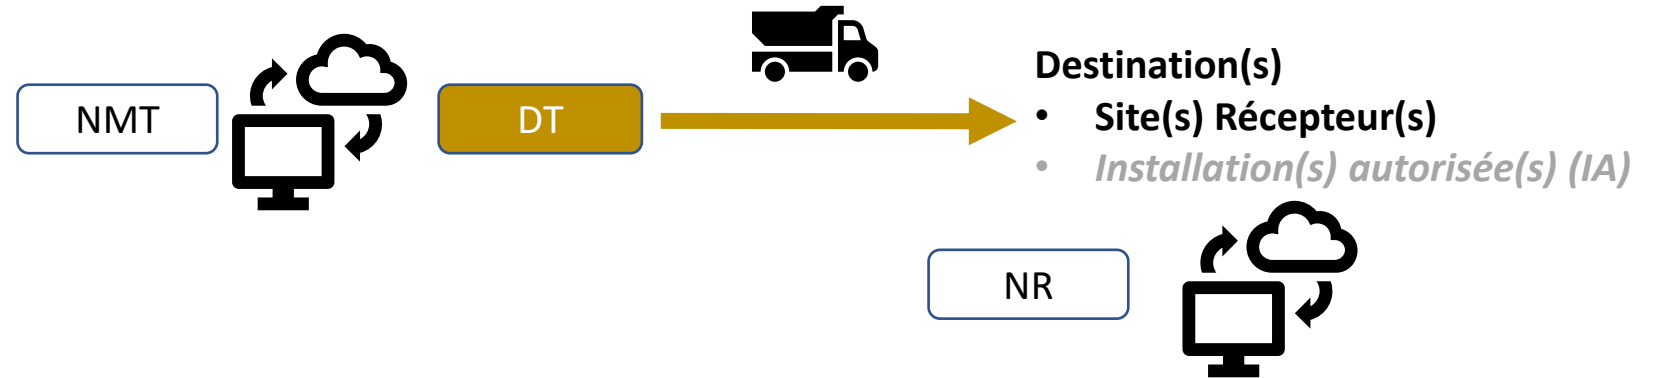 NMT
DT
Destination(s)
• Site(s) Récepteur(s)
• Installation(s) autorisée(s) (IA)
NR